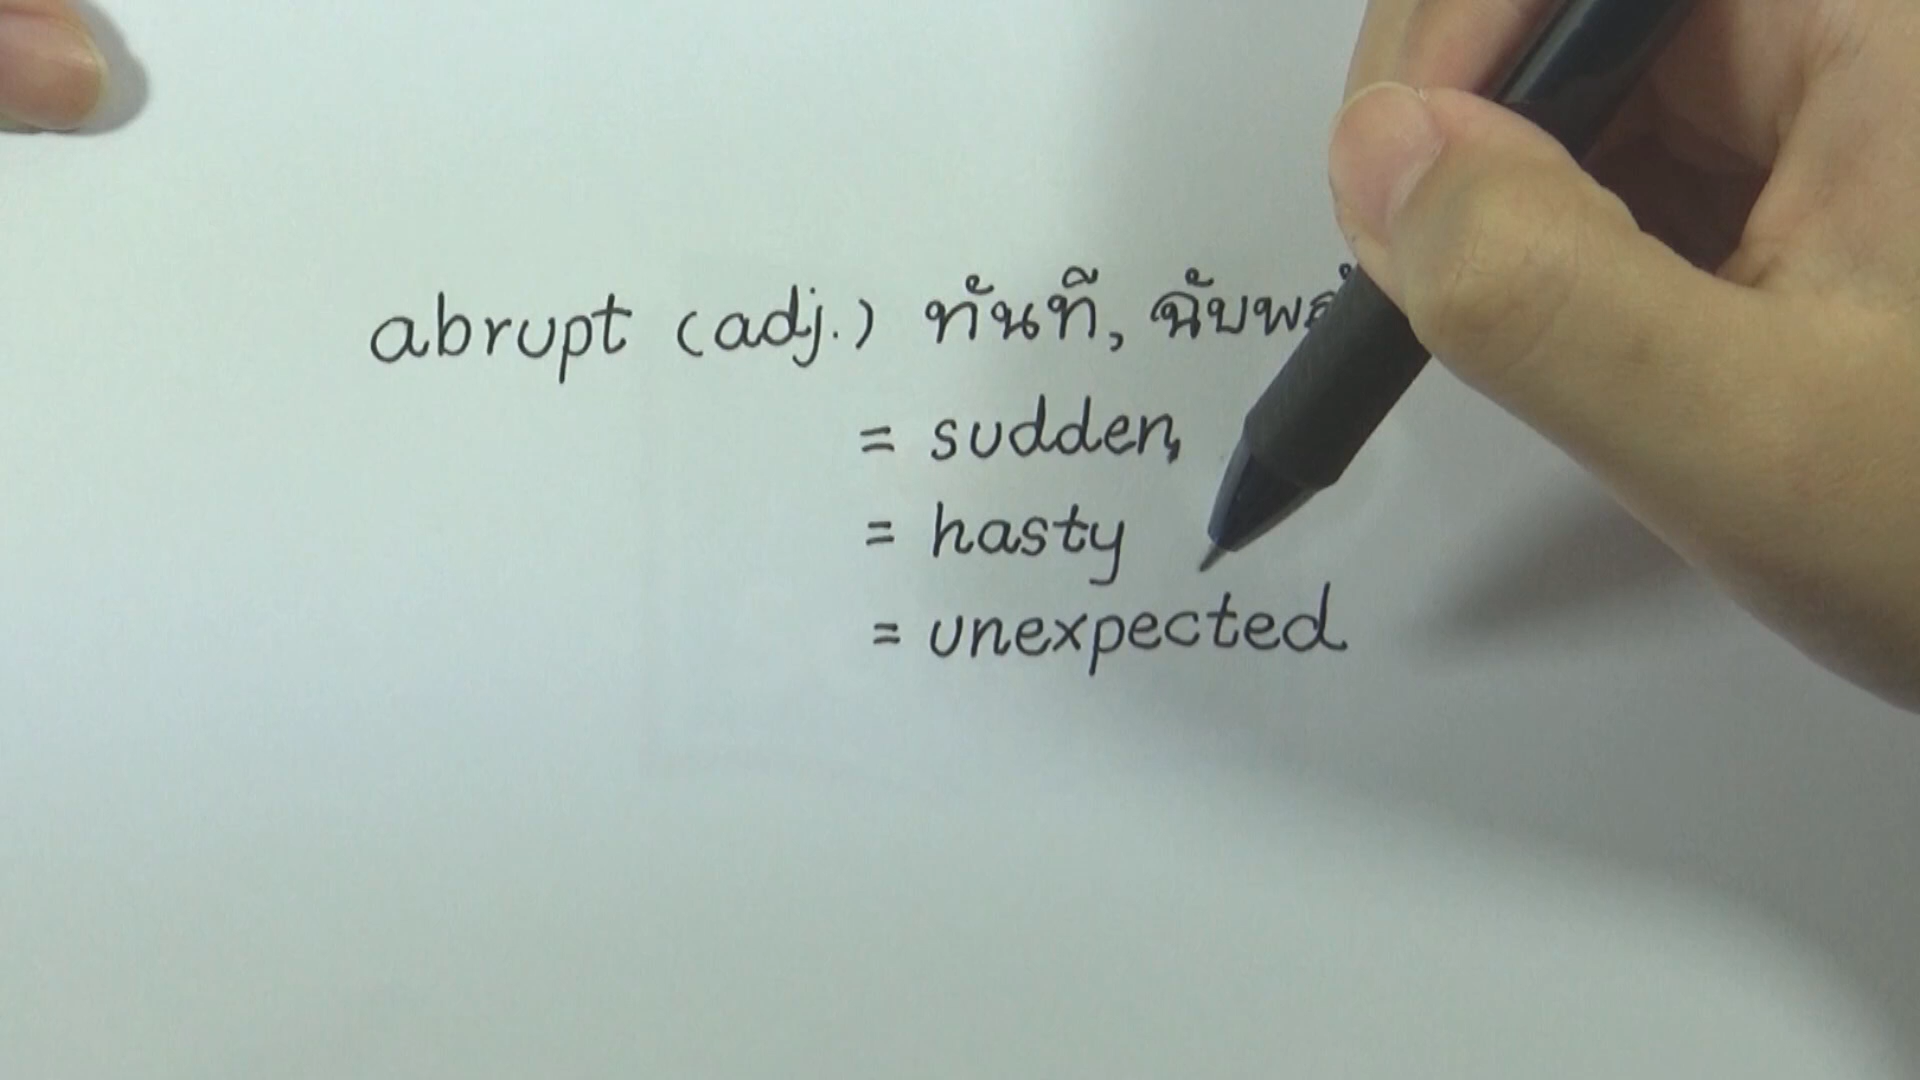 abrupt (adj.) ทันที,
= sudden,
= hasty
= unexpected